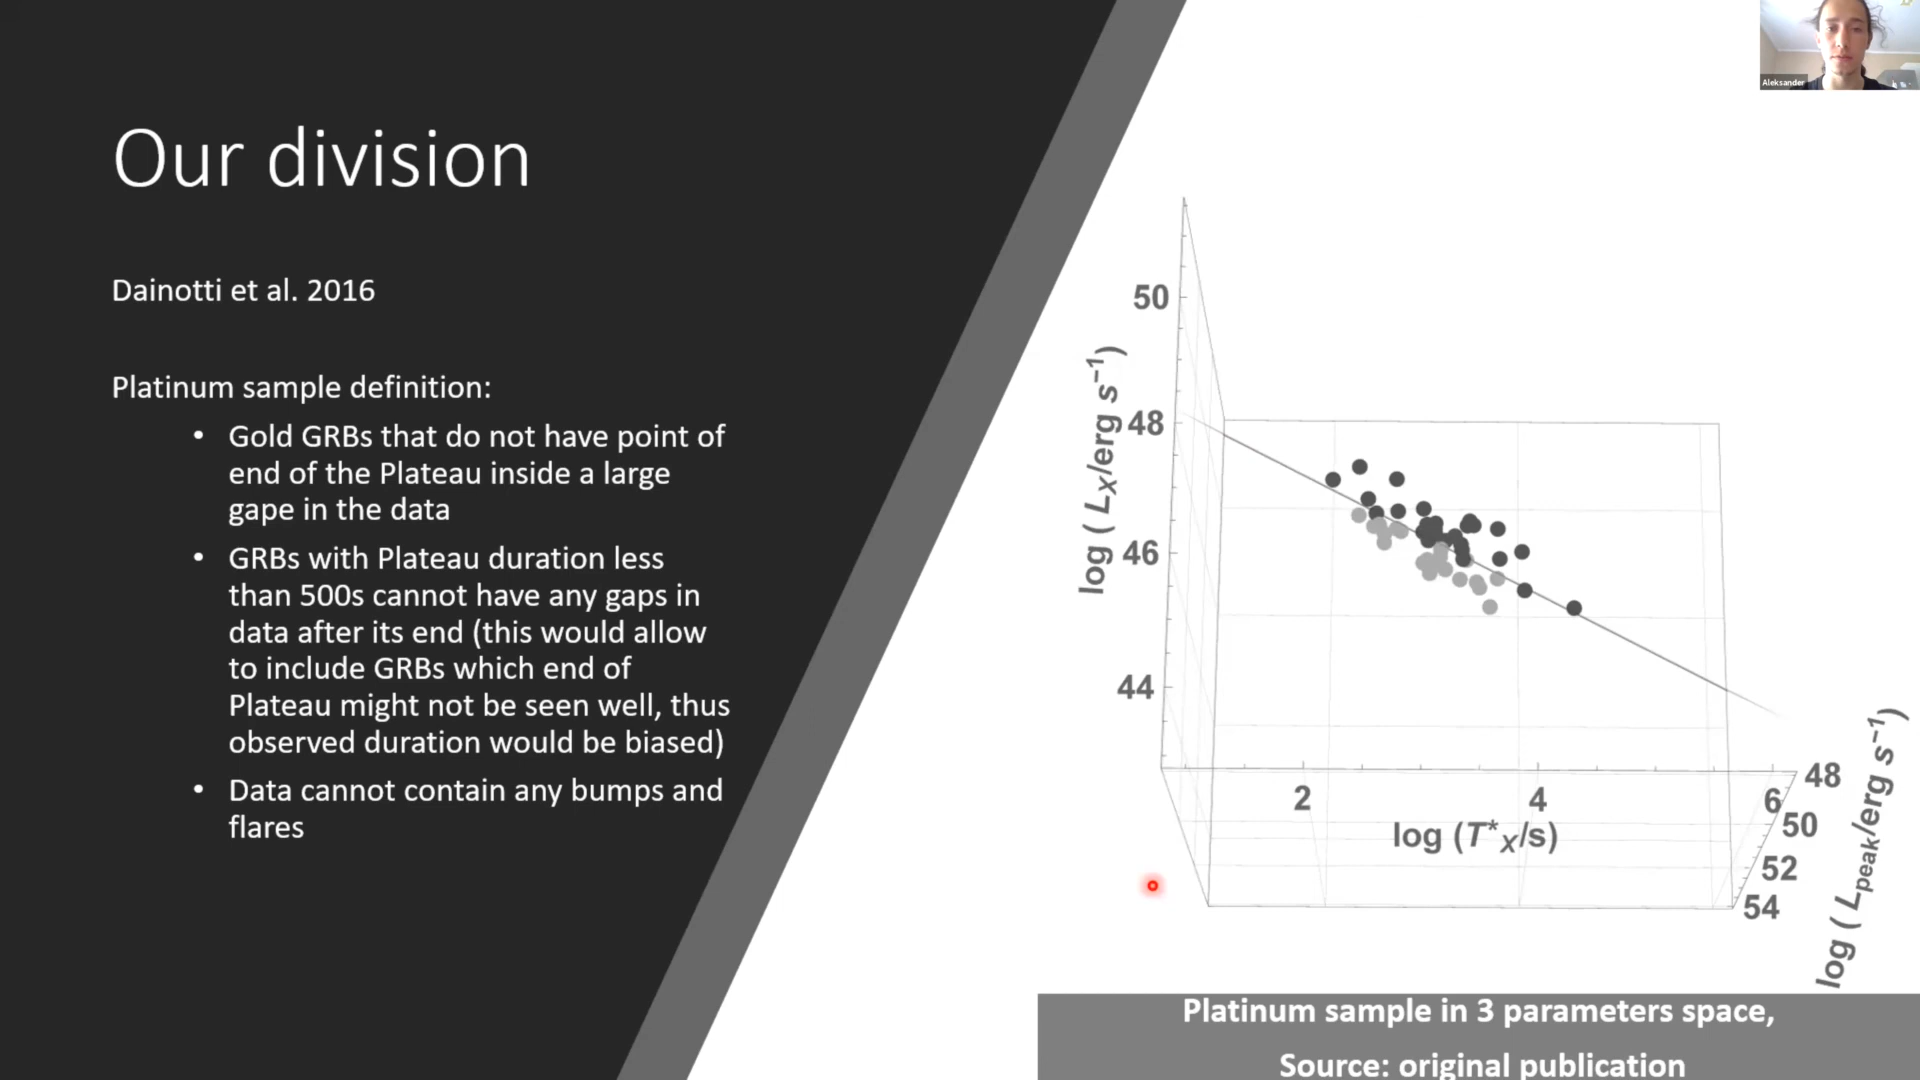 Our division
Dainotti et al. 2016
Platinum sample definition:
• Gold GRBs that do not have point of
end of the Plateau inside a large
gape in the data
• GRBs with Plateau duration less
than 500s cannot have any gaps in
data after its end (this would allow
to include GRBs which end of
Plateau might not be seen well, thus
observed duration would be biased)
• Data cannot contain any bumps and
flares
Aleksander
50
48
46
44
log ( L_X/erg s⁻¹)
2
4
6
log (T*_X/s)
48
50
52
54
log ( L_peak/erg s⁻¹)
Platinum sample in 3 parameters space,
Source: original publication